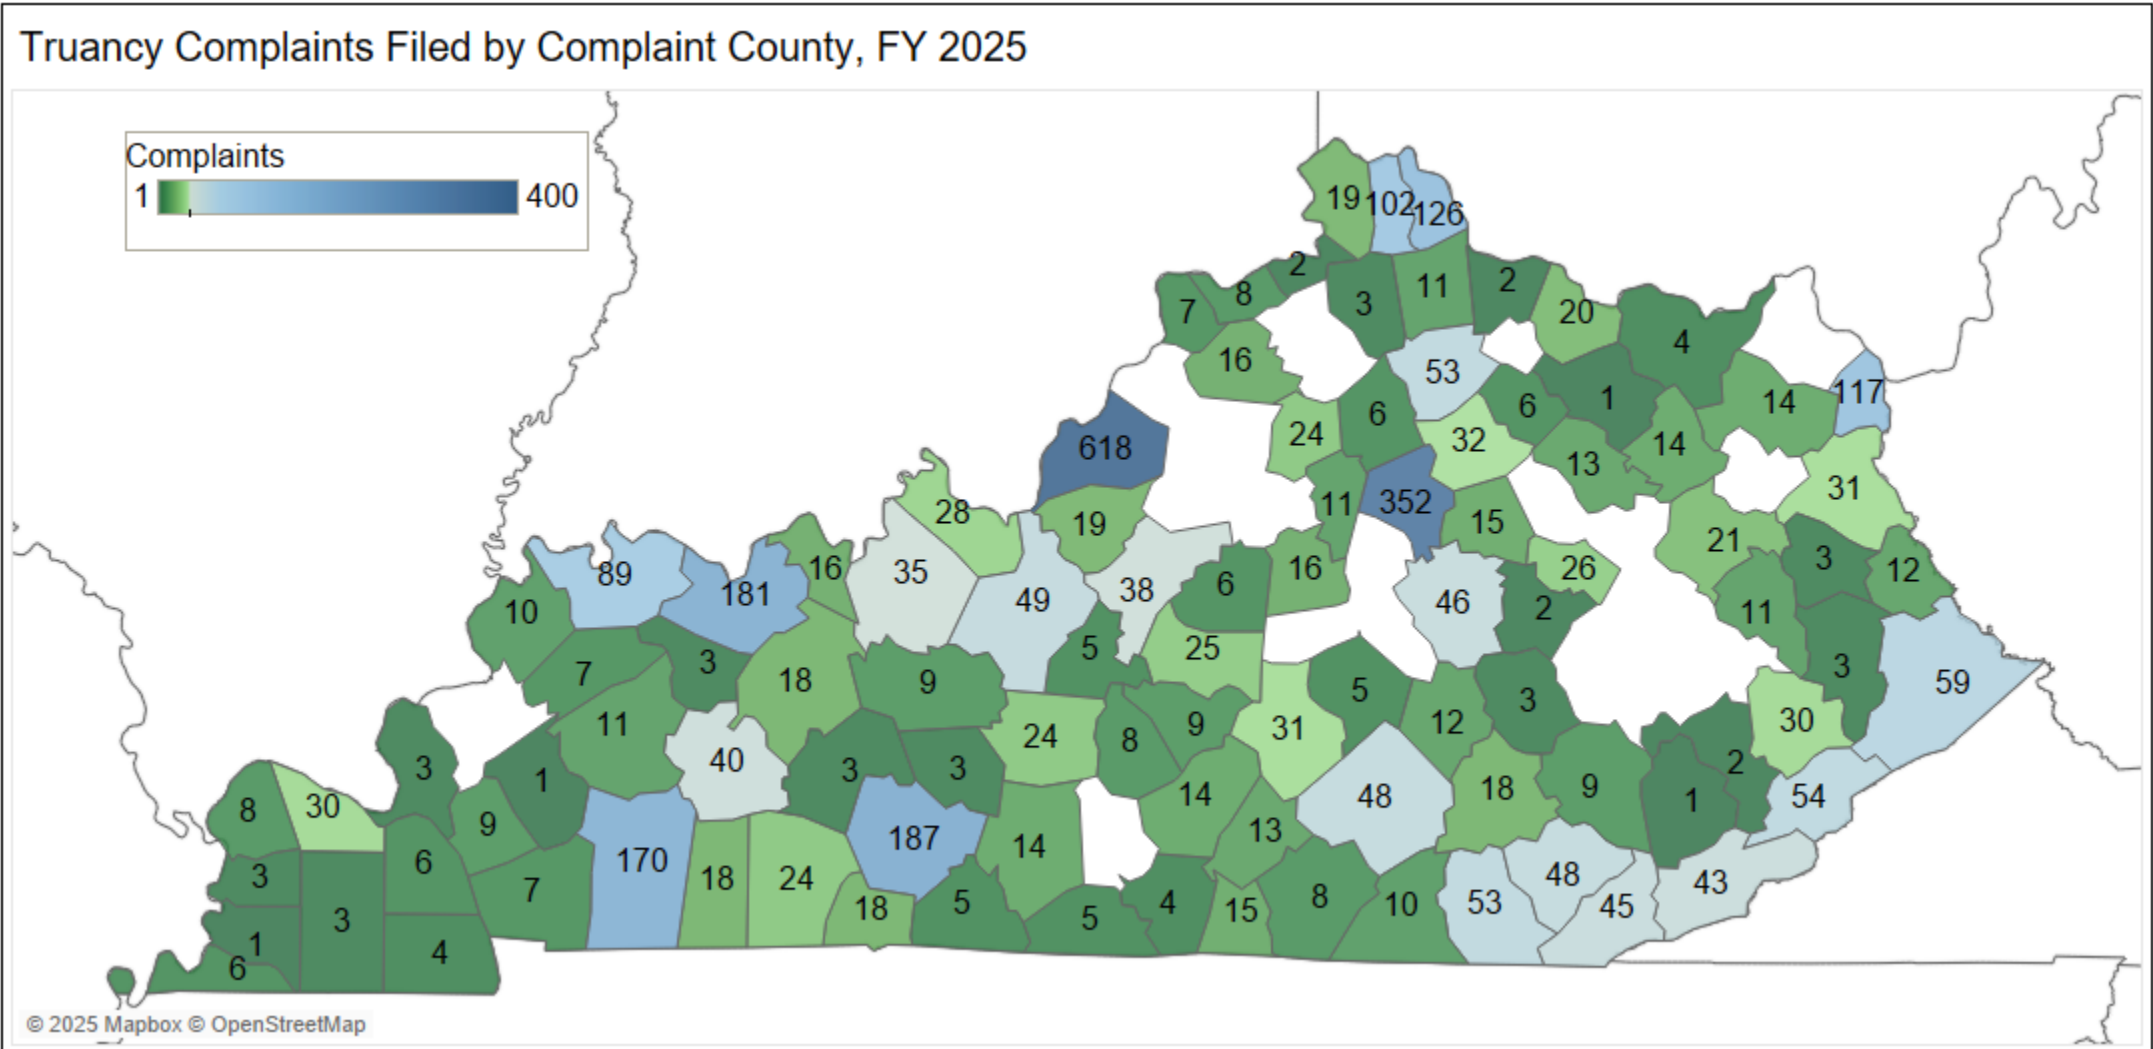 Truancy Complaints Filed by Complaint County, FY 2025
Complaints
1 400
19 102 126
2 11 2
7 8 3 20
16 53 4
6 1 14 117
24 6 32 14
618 13 31
28 19 11 352 15 21
89 181 16 35 49 38 6 16 46 26 3 12
10 2 11
7 3 18 9 5 25 5 3 3 59
11 40 24 8 9 31 12 30
3 1 3 3 14 48 18 9 1 2 54
8 30 9 187 13
3 6 170 18 24 14 48 43
3 7 18 5 5 4 15 8 10 53 45
1 4
6
© 2025 Mapbox © OpenStreetMap